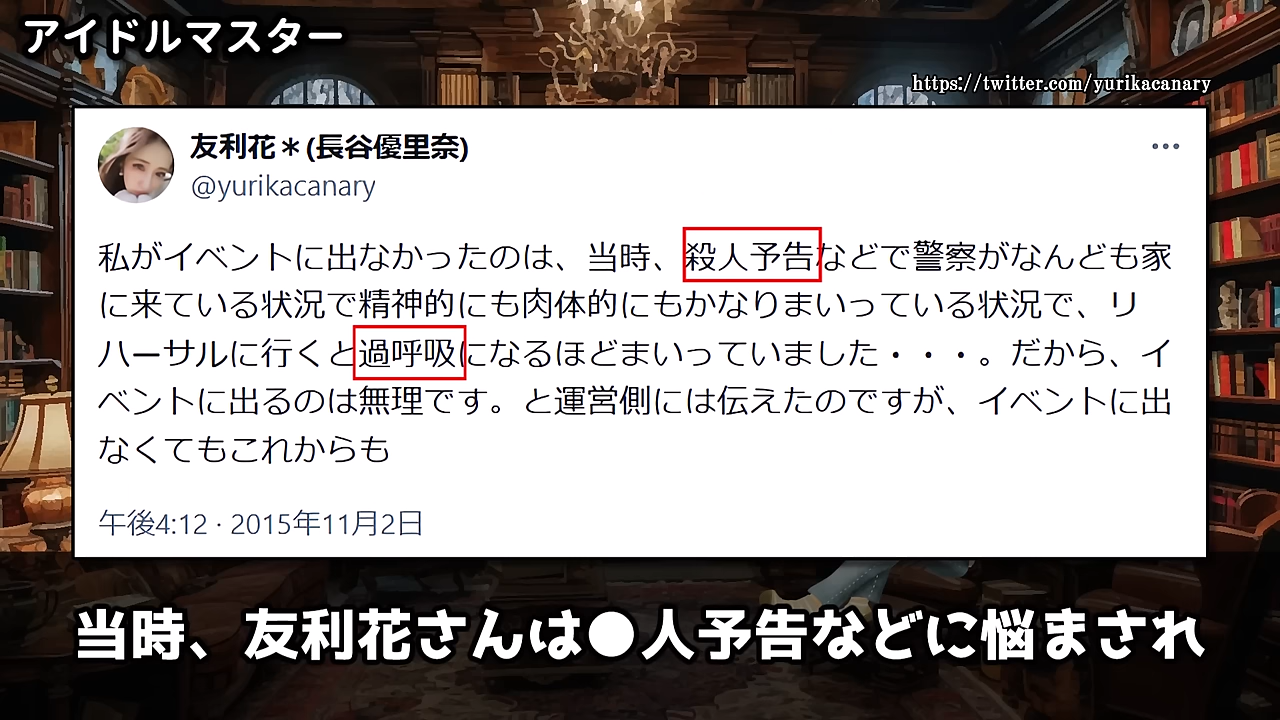 アイドルマスター
https://twitter.com/yurikacanary
友利花＊(長谷優里奈)
@yurikacanary
私がイベントに出なかったのは、当時、殺人予告などで警察がなんども家
に来ている状況で精神的にも肉体的にもかなりまいっている状況で、リ
ハーサルに行くと過呼吸になるほどまいっていました・・・。だから、イ
ベントに出るのは無理です。と運営側には伝えたのですが、イベントに出
なくてもこれからも
午後4:12 · 2015年11月2日
当時、友利花さんは●人予告などに悩まされ